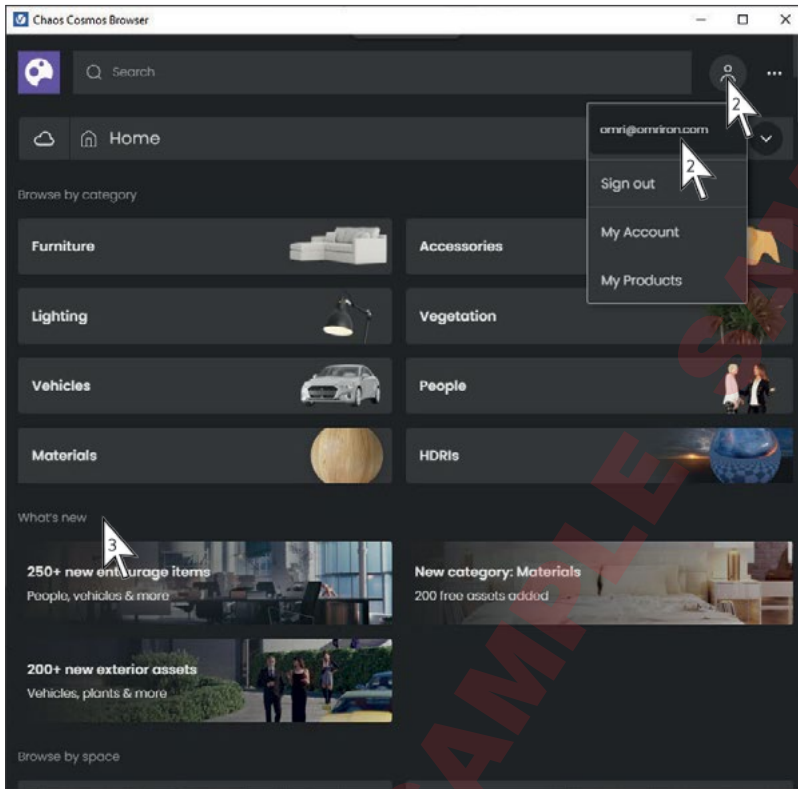 Chaos Cosmos Browser
Search
2
Home
omri@omriron.com
2
Sign out
My Account
My Products
Browse by category
Furniture
Accessories
Lighting
Vegetation
Vehicles
People
Materials
HDRIs
What's new
3
250+ new entourage items
People, vehicles & more
New category: Materials
200 free assets added
200+ new exterior assets
Vehicles, plants & more
Browse by space
SAMPLE